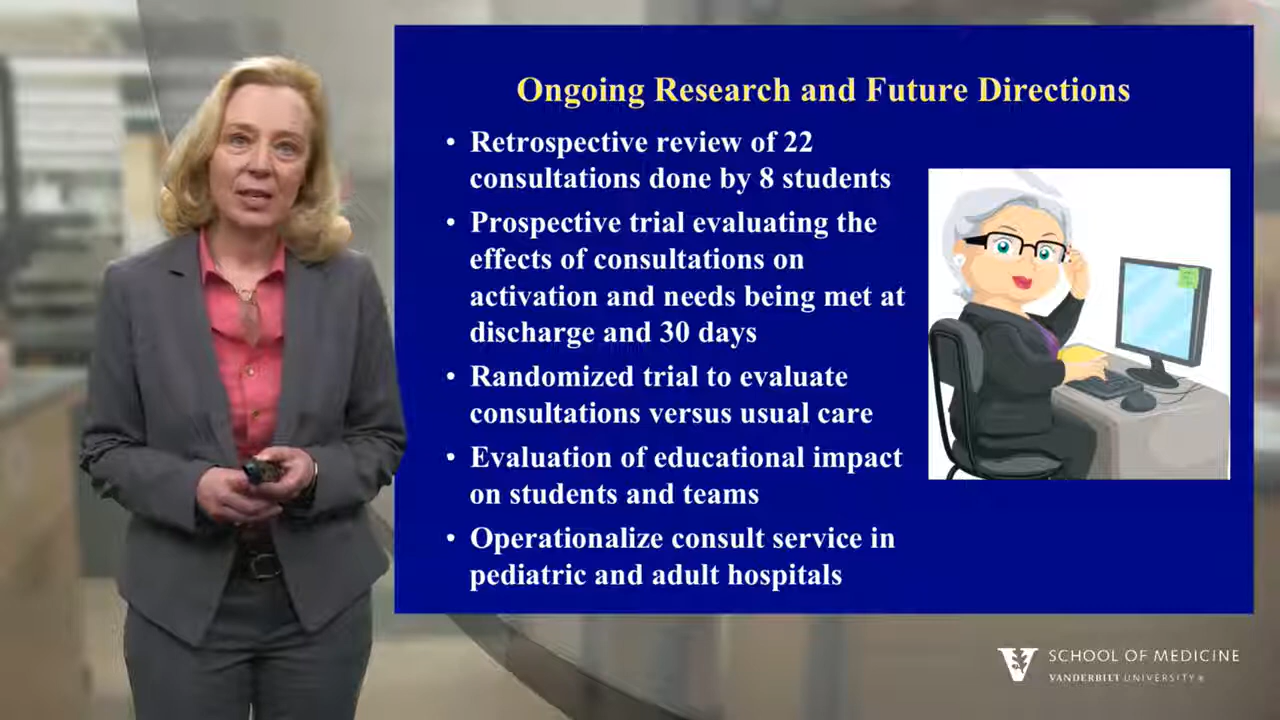 Ongoing Research and Future Directions
• Retrospective review of 22
consultations done by 8 students
• Prospective trial evaluating the
effects of consultations on
activation and needs being met at
discharge and 30 days
• Randomized trial to evaluate
consultations versus usual care
• Evaluation of educational impact
on students and teams
• Operationalize consult service in
pediatric and adult hospitals
V SCHOOL OF MEDICINE
VANDERBILT UNIVERSITY